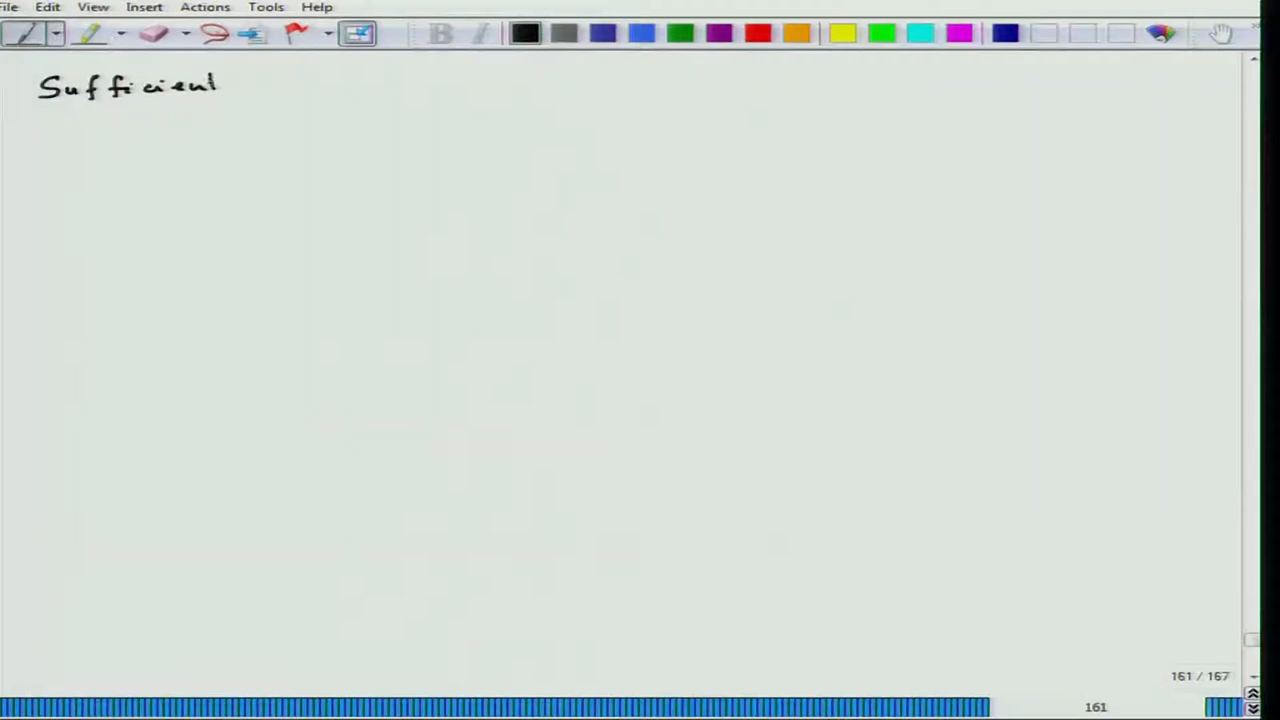 File Edit View Insert Actions Tools Help
B I
Sufficient
161 / 167
161